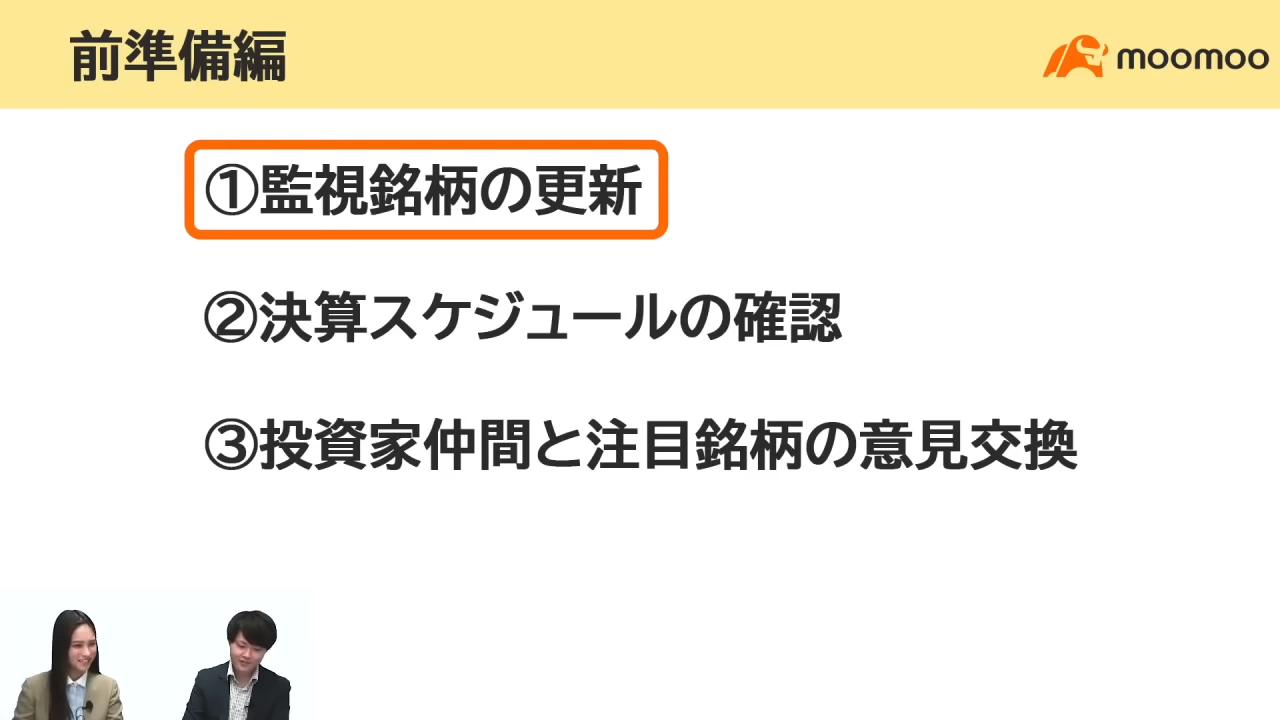 前準備編
moomoo
①監視銘柄の更新
②決算スケジュールの確認
③投資家仲間と注目銘柄の意見交換